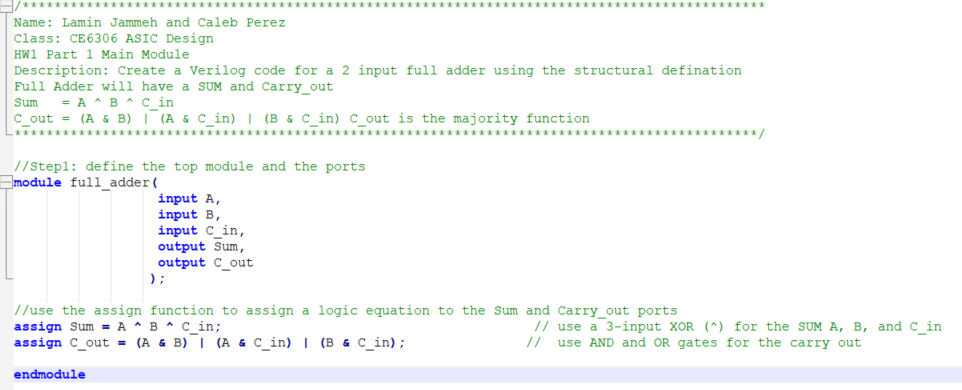 /*********************************************************************************************
Name: Lamin Jammeh and Caleb Perez
Class: CE6306 ASIC Design
HW1 Part 1 Main Module
Description: Create a Verilog code for a 2 input full adder using the structural defination
Full Adder will have a SUM and Carry_out
Sum   = A ^ B ^ C_in
C_out = (A & B) | (A & C_in) | (B & C_in) C_out is the majority function
*********************************************************************************************/
//Step1: define the top module and the ports
module full_adder(
input A,
input B,
input C_in,
output Sum,
output C_out
);
//use the assign function to assign a logic equation to the Sum and Carry_out ports
assign Sum = A ^ B ^ C_in; // use a 3-input XOR (^) for the SUM A, B, and C_in
assign C_out = (A & B) | (A & C_in) | (B & C_in); //  use AND and OR gates for the carry out
endmodule